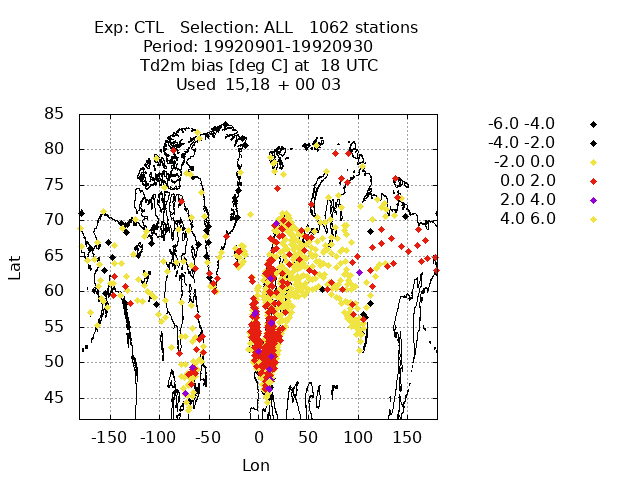 Exp: CTL   Selection: ALL   1062 stations
Period: 19920901-19920930
Td2m bias [deg C] at  18 UTC
Used  15,18 + 00 03
-6.0 -4.0
-4.0 -2.0
-2.0 0.0
0.0 2.0
2.0 4.0
4.0 6.0
85
80
75
70
65
60
55
50
45
Lat
-150 -100 -50 0 50 100 150
Lon